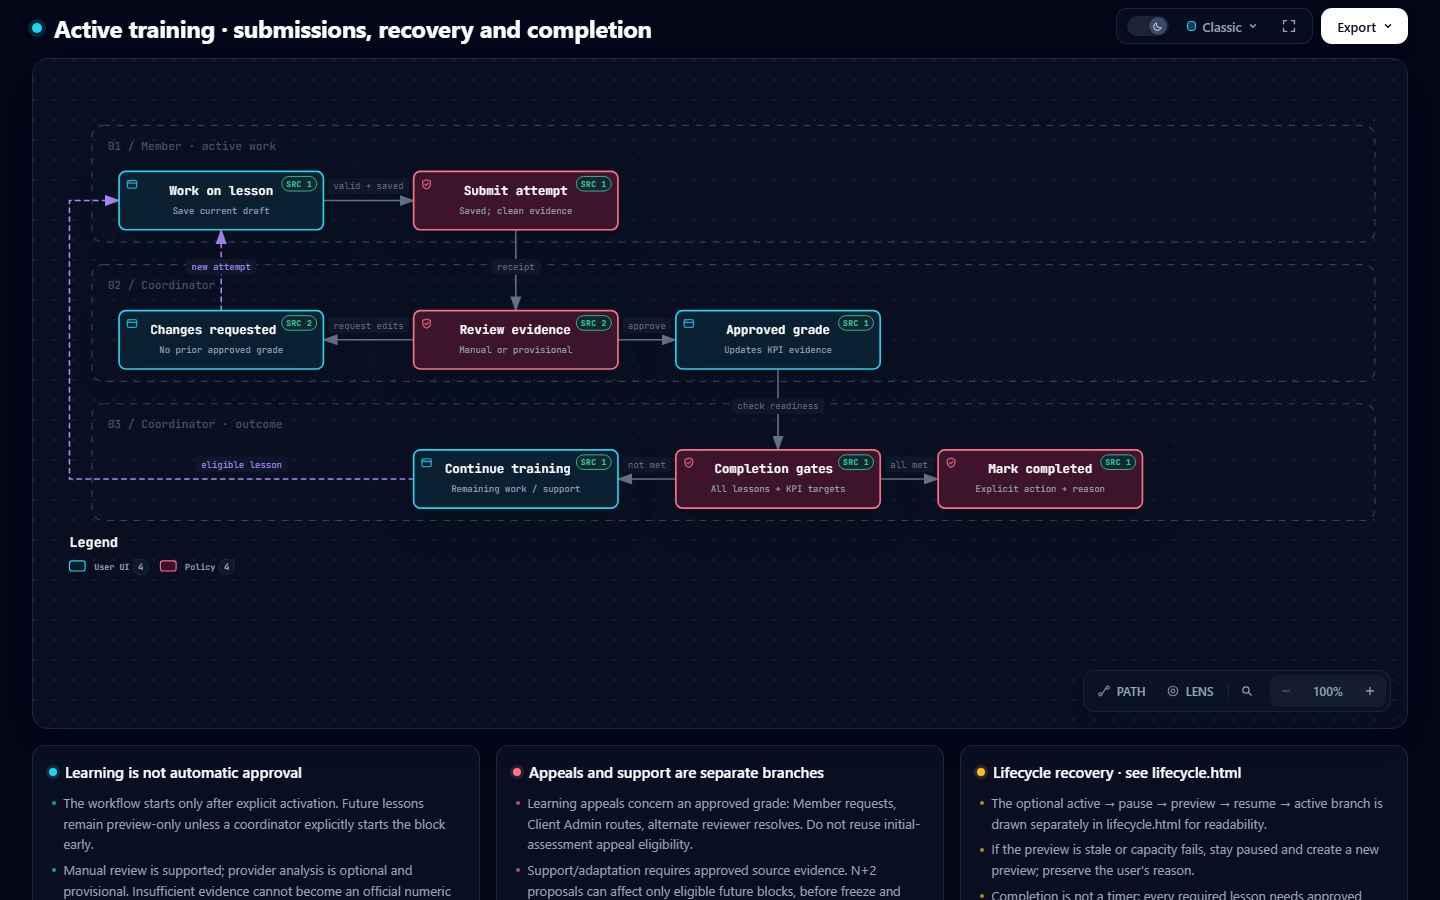 Active training · submissions, recovery and completion
Classic
Export
01 / Member · active work
Work on lesson
SRC 1
Save current draft
valid + saved
Submit attempt
SRC 1
Saved; clean evidence
new attempt
receipt
02 / Coordinator
Changes requested
SRC 2
No prior approved grade
request edits
Review evidence
SRC 2
Manual or provisional
approve
Approved grade
SRC 1
Updates KPI evidence
check readiness
03 / Coordinator · outcome
eligible lesson
Continue training
SRC 1
Remaining work / support
not met
Completion gates
SRC 1
All lessons + KPI targets
all met
Mark completed
SRC 1
Explicit action + reason
Legend
User UI 4
Policy 4
PATH
LENS
− 100% +
Learning is not automatic approval
• The workflow starts only after explicit activation. Future lessons
remain preview-only unless a coordinator explicitly starts the block
early.
• Manual review is supported; provider analysis is optional and
provisional. Insufficient evidence cannot become an official numeric
Appeals and support are separate branches
• Learning appeals concern an approved grade: Member requests,
Client Admin routes, alternate reviewer resolves. Do not reuse initial-
assessment appeal eligibility.
• Support/adaptation requires approved source evidence. N+2
proposals can affect only eligible future blocks, before freeze and
Lifecycle recovery · see lifecycle.html
• The optional active → pause → preview → resume → active branch is
drawn separately in lifecycle.html for readability.
• If the preview is stale or capacity fails, stay paused and create a new
preview; preserve the user's reason.
• Completion is not a timer; every required lesson needs approved